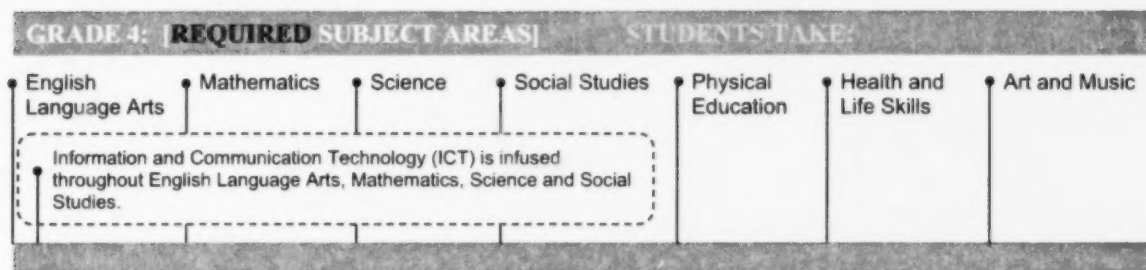 GRADE 4: [REQUIRED SUBJECT AREAS] STUDENTS TAKE:
English Language Arts
Mathematics
Science
Social Studies
Physical Education
Health and Life Skills
Art and Music
Information and Communication Technology (ICT) is infused
throughout English Language Arts, Mathematics, Science and Social
Studies.